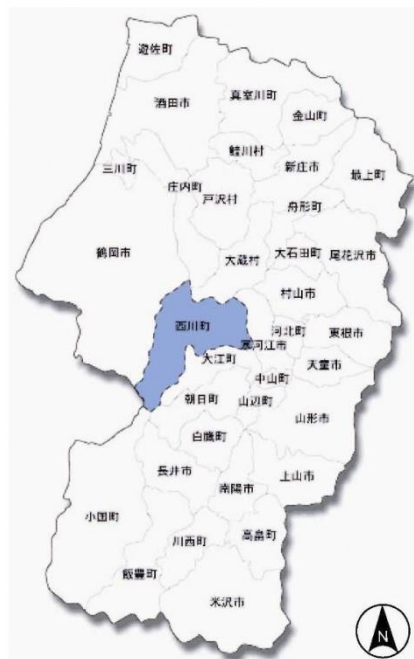 遊佐町
酒田市
真室川町
金山町
鮭川村
三川町
新庄市
最上町
庄内町
戸沢村
舟形町
鶴岡市
大蔵村
大石田町
尾花沢市
村山市
西川町
河北町
東根市
寒河江市
大江町
天童市
中山町
朝日町
山辺町
山形市
白鷹町
長井市
上山市
南陽市
小国町
川西町
高畠町
飯豊町
米沢市
N